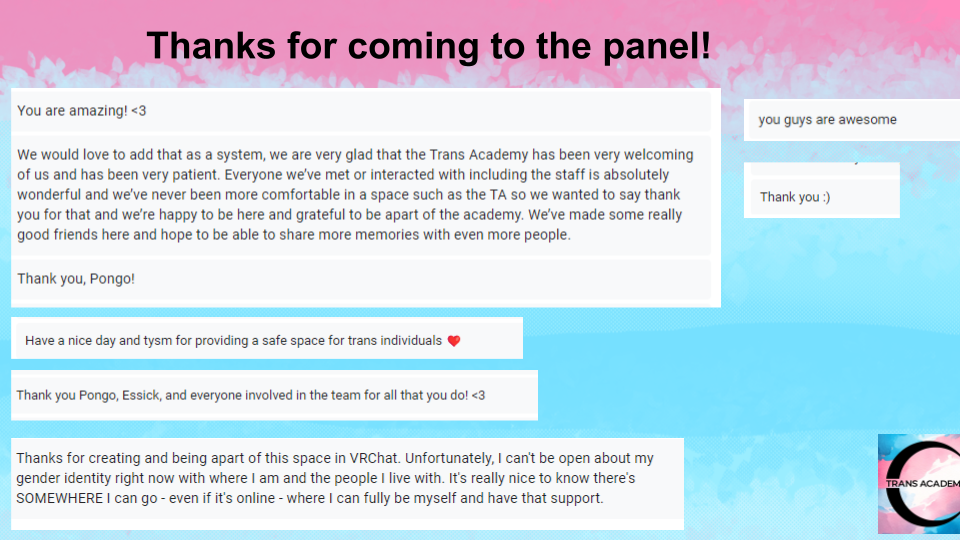 Thanks for coming to the panel!
You are amazing! <3
We would love to add that as a system, we are very glad that the Trans Academy has been very welcoming
of us and has been very patient. Everyone we’ve met or interacted with including the staff is absolutely
wonderful and we’ve never been more comfortable in a space such as the TA so we wanted to say thank
you for that and we’re happy to be here and grateful to be apart of the academy. We’ve made some really
good friends here and hope to be able to share more memories with even more people.
Thank you, Pongo!
you guys are awesome
Thank you :)
Have a nice day and tysm for providing a safe space for trans individuals ❤️
Thank you Pongo, Essick, and everyone involved in the team for all that you do! <3
Thanks for creating and being apart of this space in VRChat. Unfortunately, I can't be open about my
gender identity right now with where I am and the people I live with. It's really nice to know there's
SOMEWHERE I can go - even if it's online - where I can fully be myself and have that support.
TRANS ACADEM